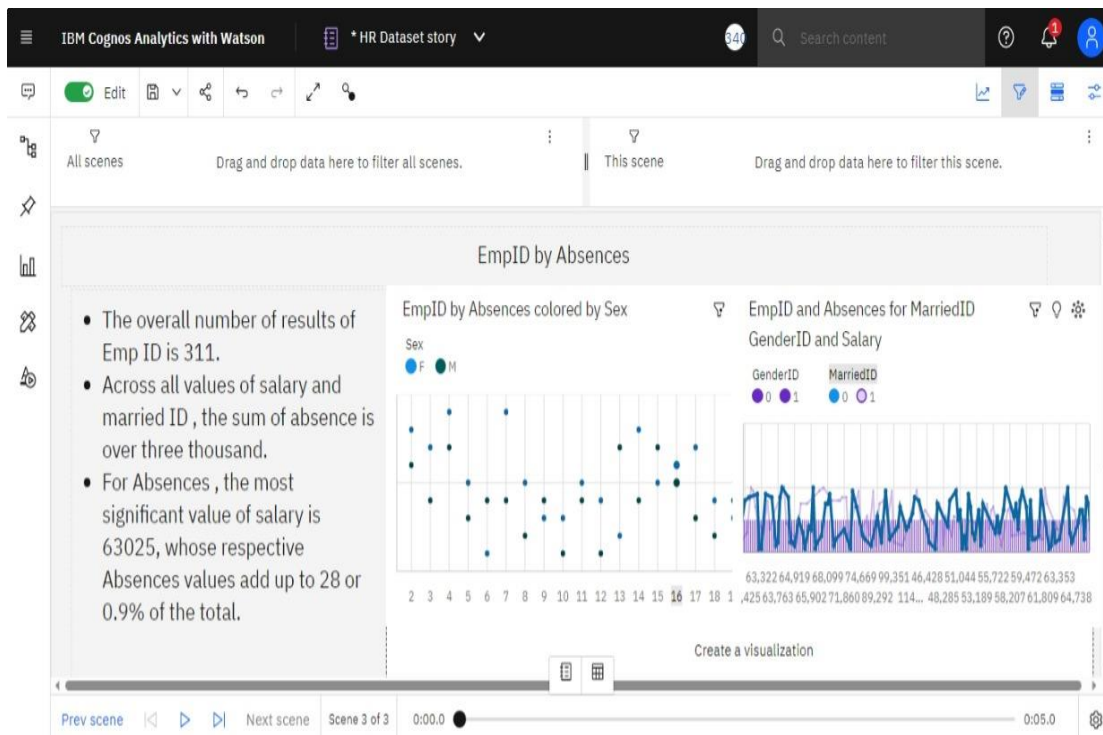 IBM Cognos Analytics with Watson
* HR Dataset story
340
Search content
1
Edit
All scenes
Drag and drop data here to filter all scenes.
This scene
Drag and drop data here to filter this scene.
EmpID by Absences
• The overall number of results of
Emp ID is 311.
• Across all values of salary and
married ID , the sum of absence is
over three thousand.
• For Absences , the most
significant value of salary is
63025, whose respective
Absences values add up to 28 or
0.9% of the total.
EmpID by Absences colored by Sex
Sex
F M
2 3 4 5 6 7 8 9 10 11 12 13 14 15 16 17 18 1
EmpID and Absences for MarriedID
GenderID and Salary
GenderID MarriedID
0 1 0 1
63,322 64,919 68,099 74,669 99,351 46,428 51,044 55,722 59,472 63,353
,425 63,763 65,902 71,860 89,292 114... 48,285 53,189 58,207 61,809 64,738
Create a visualization
Prev scene
Next scene
Scene 3 of 3
0:00.0
0:05.0